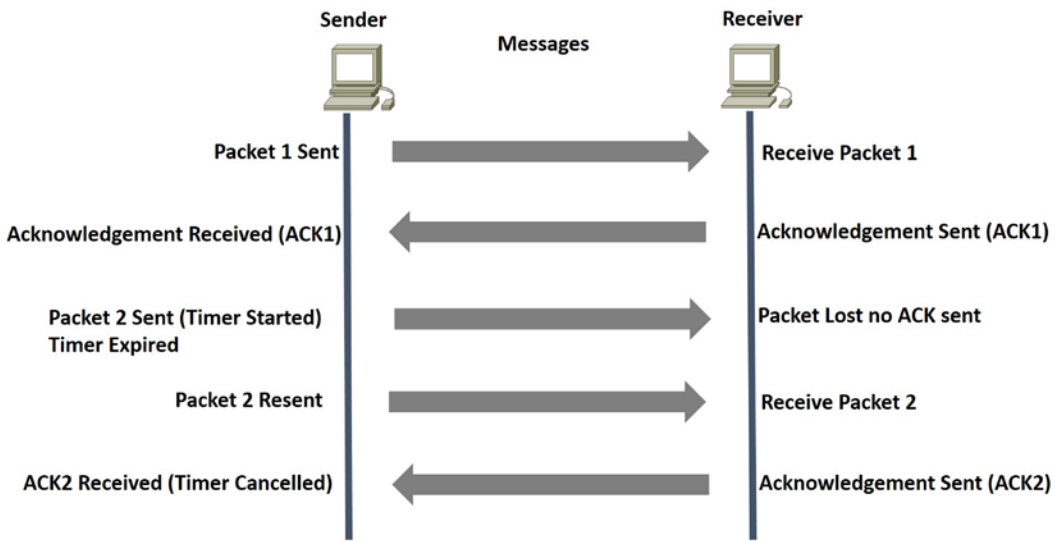 Sender
Receiver
Messages
Packet 1 Sent
Receive Packet 1
Acknowledgement Received (ACK1)
Acknowledgement Sent (ACK1)
Packet 2 Sent (Timer Started)
Timer Expired
Packet Lost no ACK sent
Packet 2 Resent
Receive Packet 2
ACK2 Received (Timer Cancelled)
Acknowledgement Sent (ACK2)